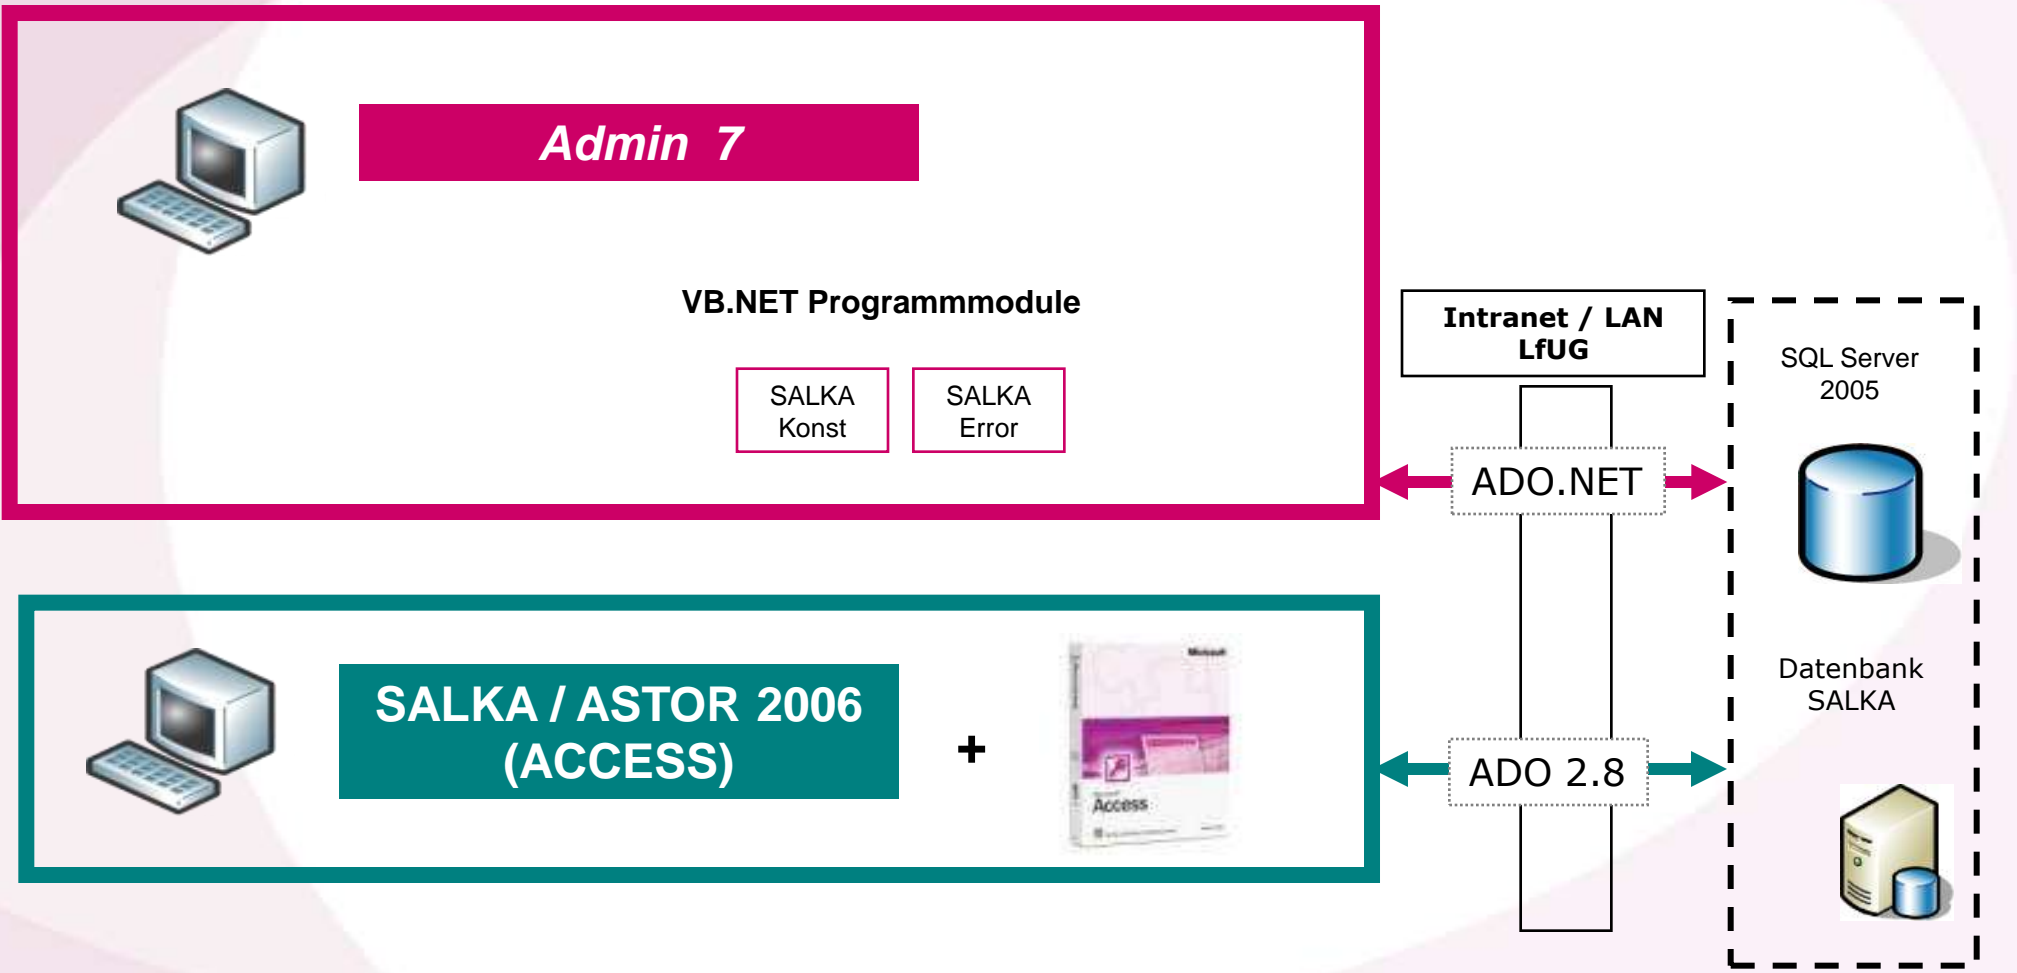 Admin 7
VB.NET Programmmodule
SALKA
Konst
SALKA
Error
Intranet / LAN
LfUG
ADO.NET
SQL Server
2005
SALKA / ASTOR 2006
(ACCESS)
+
Microsoft
Access
ADO 2.8
Datenbank
SALKA